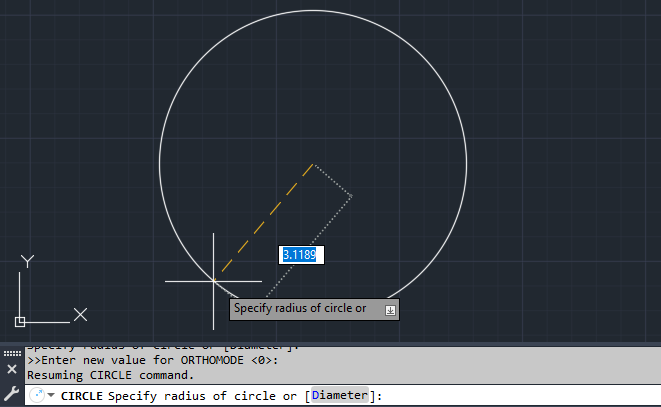 3.1189
Y
X
Specify radius of circle or
Specify radius of circle or [Diameter]:
>>Enter new value for ORTHOMODE <0>:
Resuming CIRCLE command.
CIRCLE Specify radius of circle or [Diameter]: